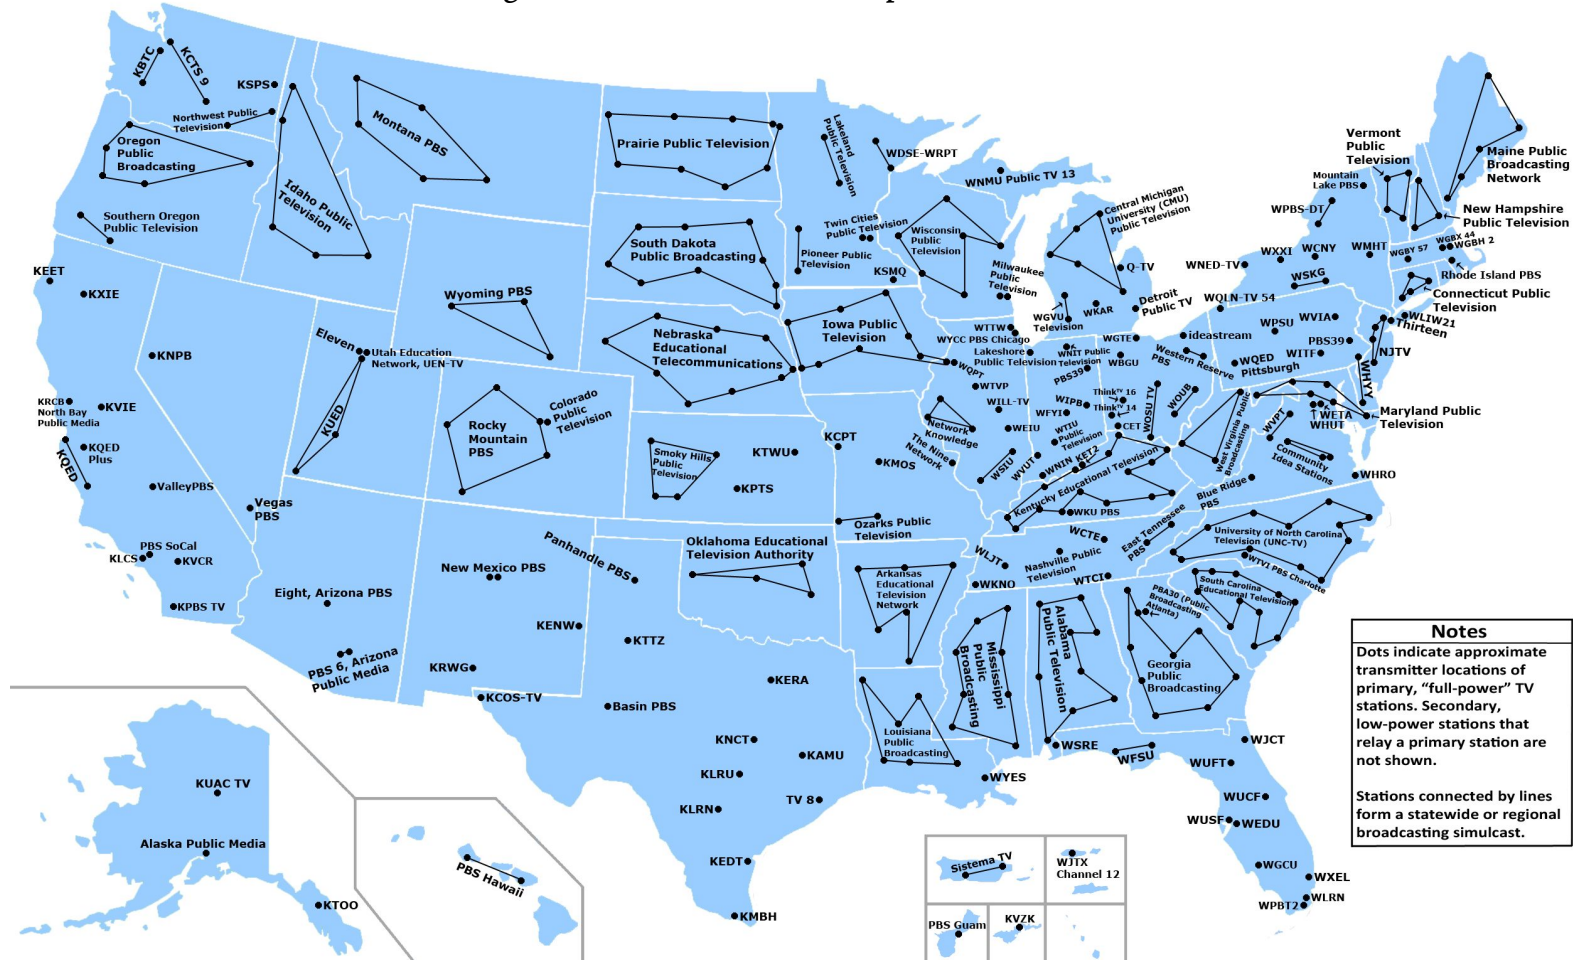 KBTC
KCTS 9
KSPS
Northwest Public
Television
Oregon
Public
Broadcasting
Southern Oregon
Public Television
Idaho Public
Television
Montana PBS
Wyoming PBS
KEET
KXIE
KNPB
KRCB
North Bay
Public Media
KVIE
KQED
Plus
KQED
ValleyPBS
Vegas
PBS
PBS SoCal
KLCS
KVCR
KPBS TV
Eleven
Utah Education
Network, UEN-TV
KUED
Rocky
Mountain
PBS
Colorado
Public
Television
Eight, Arizona PBS
PBS 6, Arizona
Public Media
New Mexico PBS
KENW
KRWG
KCOS-TV
Prairie Public Television
South Dakota
Public Broadcasting
Nebraska
Educational
Telecommunications
Smoky Hills
Public
Television
KTWU
KPTS
Panhandle PBS
Oklahoma Educational
Television Authority
KTTZ
Basin PBS
KERA
KNCT
KAMU
KLRU
KLRN
TV 8
KEDT
KMBH
Lakeland
Public Television
WDSE-WRPT
Twin Cities
Public Television
Pioneer Public
Television
KSMQ
Iowa Public
Television
KCPT
KMOS
Ozarks Public
Television
The Nine
Network
Arkansas
Educational
Television
Network
Louisiana
Public
Broadcasting
WYES
WNMU Public TV 13
Wisconsin
Public
Television
Milwaukee
Public
Television
WTTW
WYCC PBS Chicago
Lakeshore
Public Television
WQPT
WTVP
WILL-TV
Network
Knowledge
WEIU
WSIU
Central Michigan
University (CMU)
Public Television
Q-TV
Detroit
Public TV
WGVU
Television
WKAR
WNIT Public
Television
PBS39
WIPB
WFYI
WTIU
Public
Television
WVUT
WNIN
KET2
Kentucky Educational Television
WKU PBS
WGTE
WBGU
ThinkTV 16
ThinkTV 14
CET
WOSU TV
WOUB
ideastream
Western Reserve
PBS
WLJT
WKNO
Nashville Public
Television
WCTE
WTCI
East Tennessee
PBS
Mississippi
Public
Broadcasting
Alabama
Public Television
Georgia
Public
Broadcasting
PBA30 (Public
Broadcasting
Atlanta)
South Carolina
Educational Television
University of North Carolina
Television (UNC-TV)
WTVI PBS Charlotte
Blue Ridge
PBS
Community
Idea Stations
WVPT
WHRO
West Virginia Public
Broadcasting
WETA
WHUT
Maryland Public
Television
WHYY
NJTV
WQED
Pittsburgh
WITF
PBS39
WPSU
WVIA
WQLN-TV 54
WNED-TV
WXXI
WCNY
WSKG
WMHT
WPBS-DT
Mountain
Lake PBS
Vermont
Public
Television
Maine Public
Broadcasting
Network
New Hampshire
Public Television
WGBX 44
WGBH 2
WGBY 57
Rhode Island PBS
Connecticut Public
Television
WLIW21
Thirteen
WSRE
WFSU
WJCT
WUFT
WUCF
WUSF
WEDU
WGCU
WXEL
WLRN
WPBT2
KUAC TV
Alaska Public Media
KTOO
PBS Hawaii
Sistema TV
WJTX
Channel 12
PBS Guam
KVZK
Notes
Dots indicate approximate
transmitter locations of
primary, “full-power” TV
stations. Secondary,
low-power stations that
relay a primary station are
not shown.
Stations connected by lines
form a statewide or regional
broadcasting simulcast.